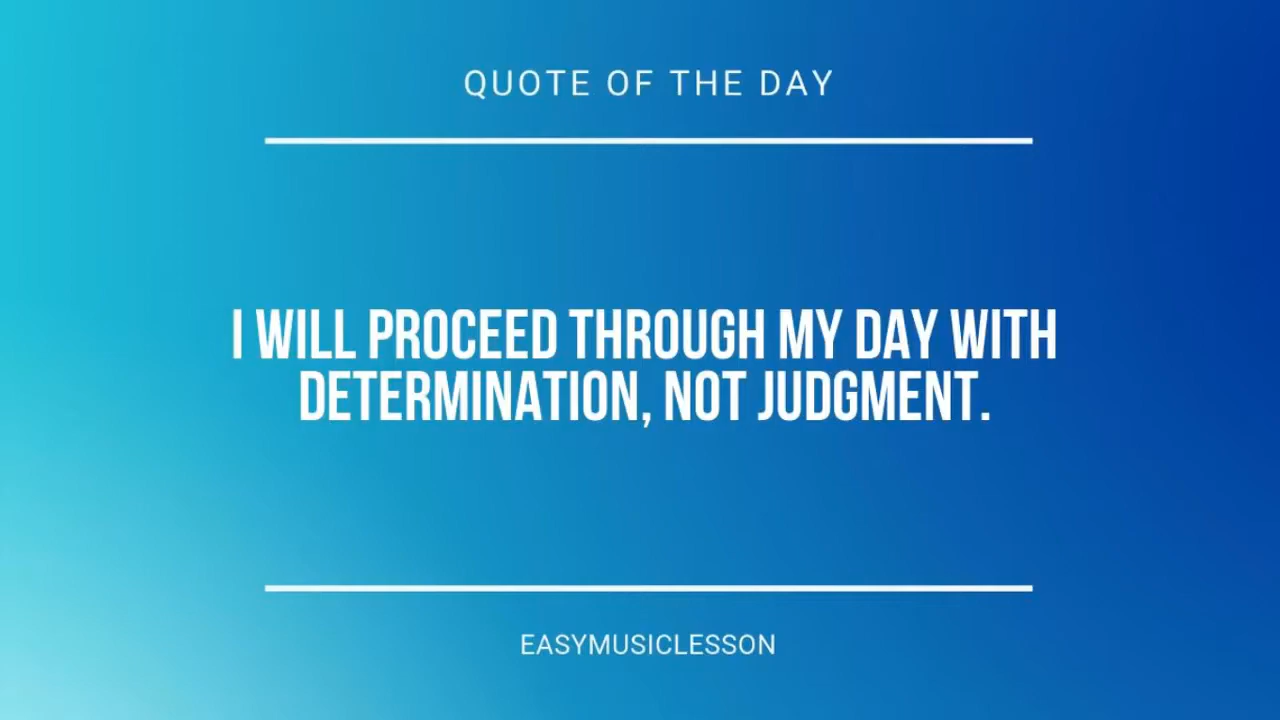 QUOTE OF THE DAY
I WILL PROCEED THROUGH MY DAY WITH
DETERMINATION, NOT JUDGMENT.
EASYMUSICLESSON